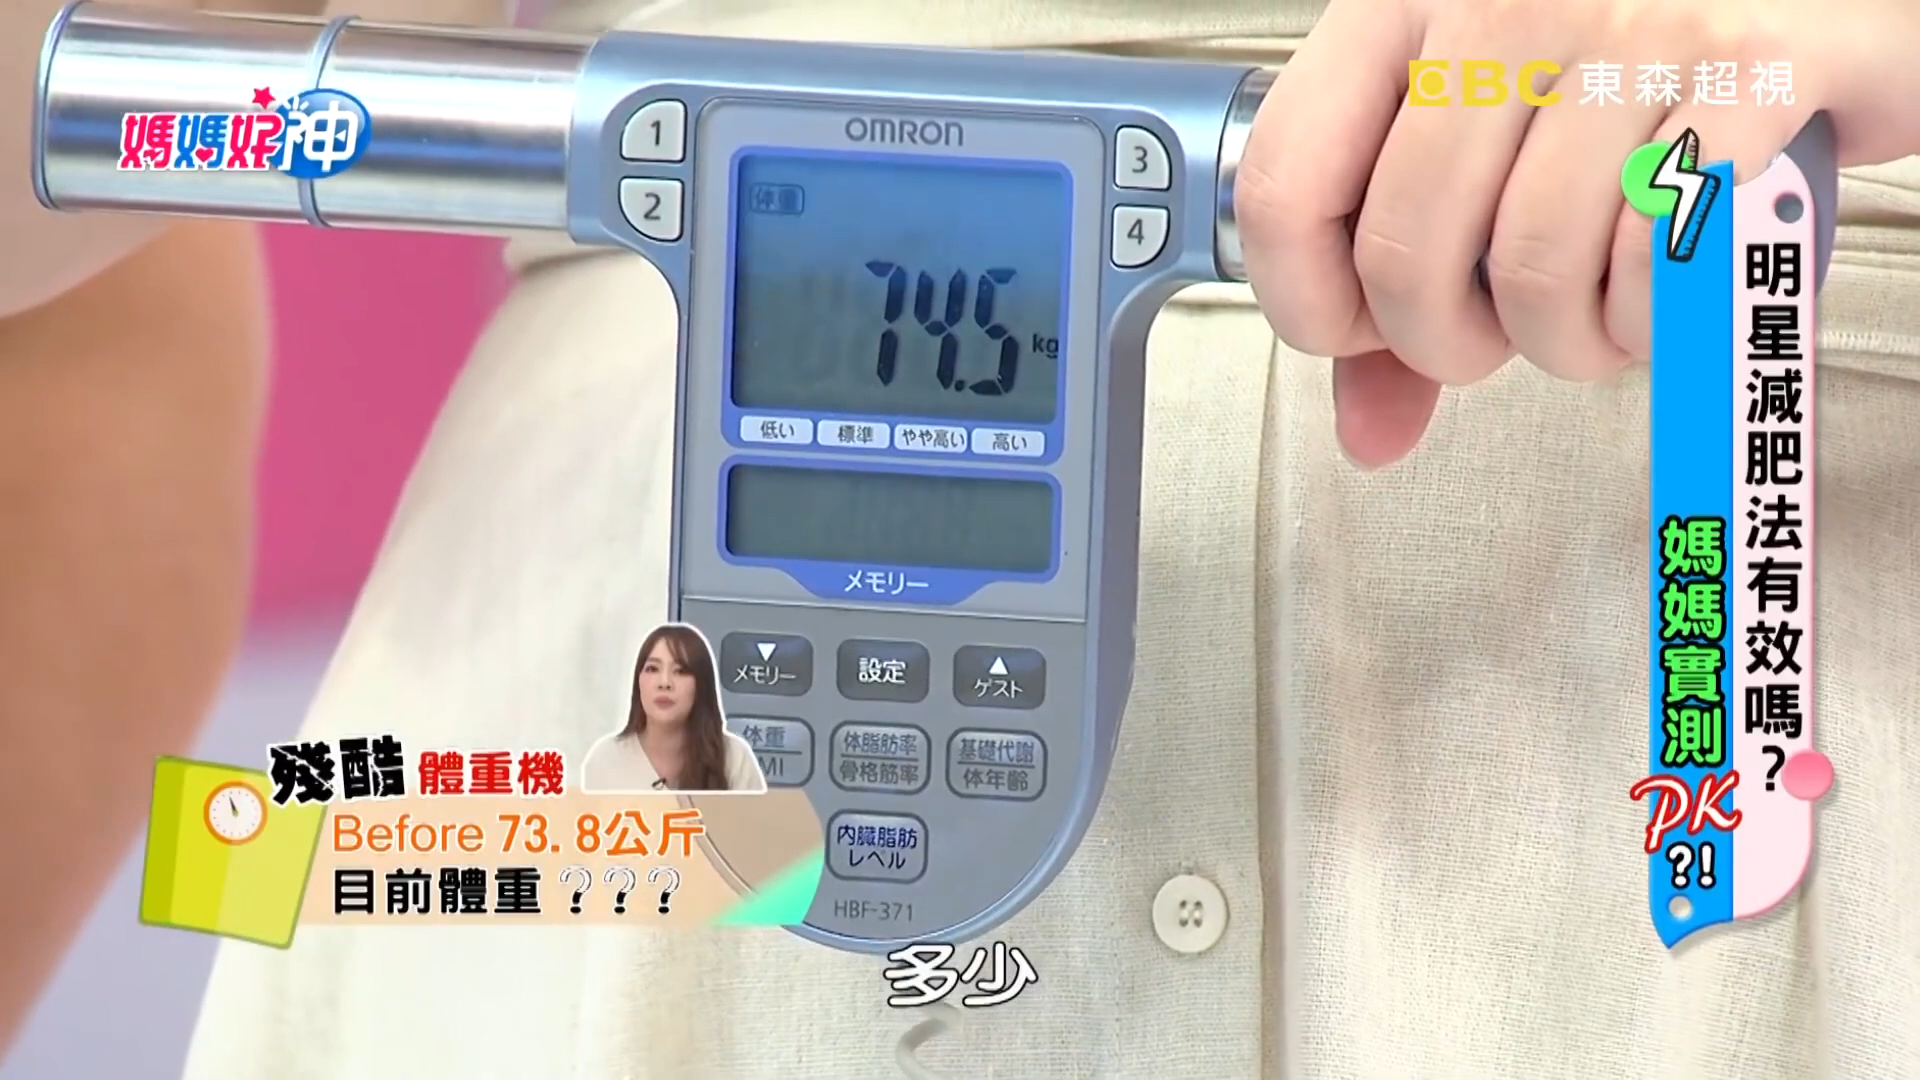 媽媽好神
EBC 東森超視
OMRON
1
2
3
4
体重
74.5 kg
低い 標準 やや高い 高い
メモリー
▼ メモリー
設定
▲ ゲスト
体重
MI
体脂肪率
骨格筋率
基礎代謝
体年齢
内臓脂肪
レベル
HBF-371
明星減肥法有效嗎?
媽媽實測PK?!
殘酷體重機
Before 73.8公斤
目前體重???
多少